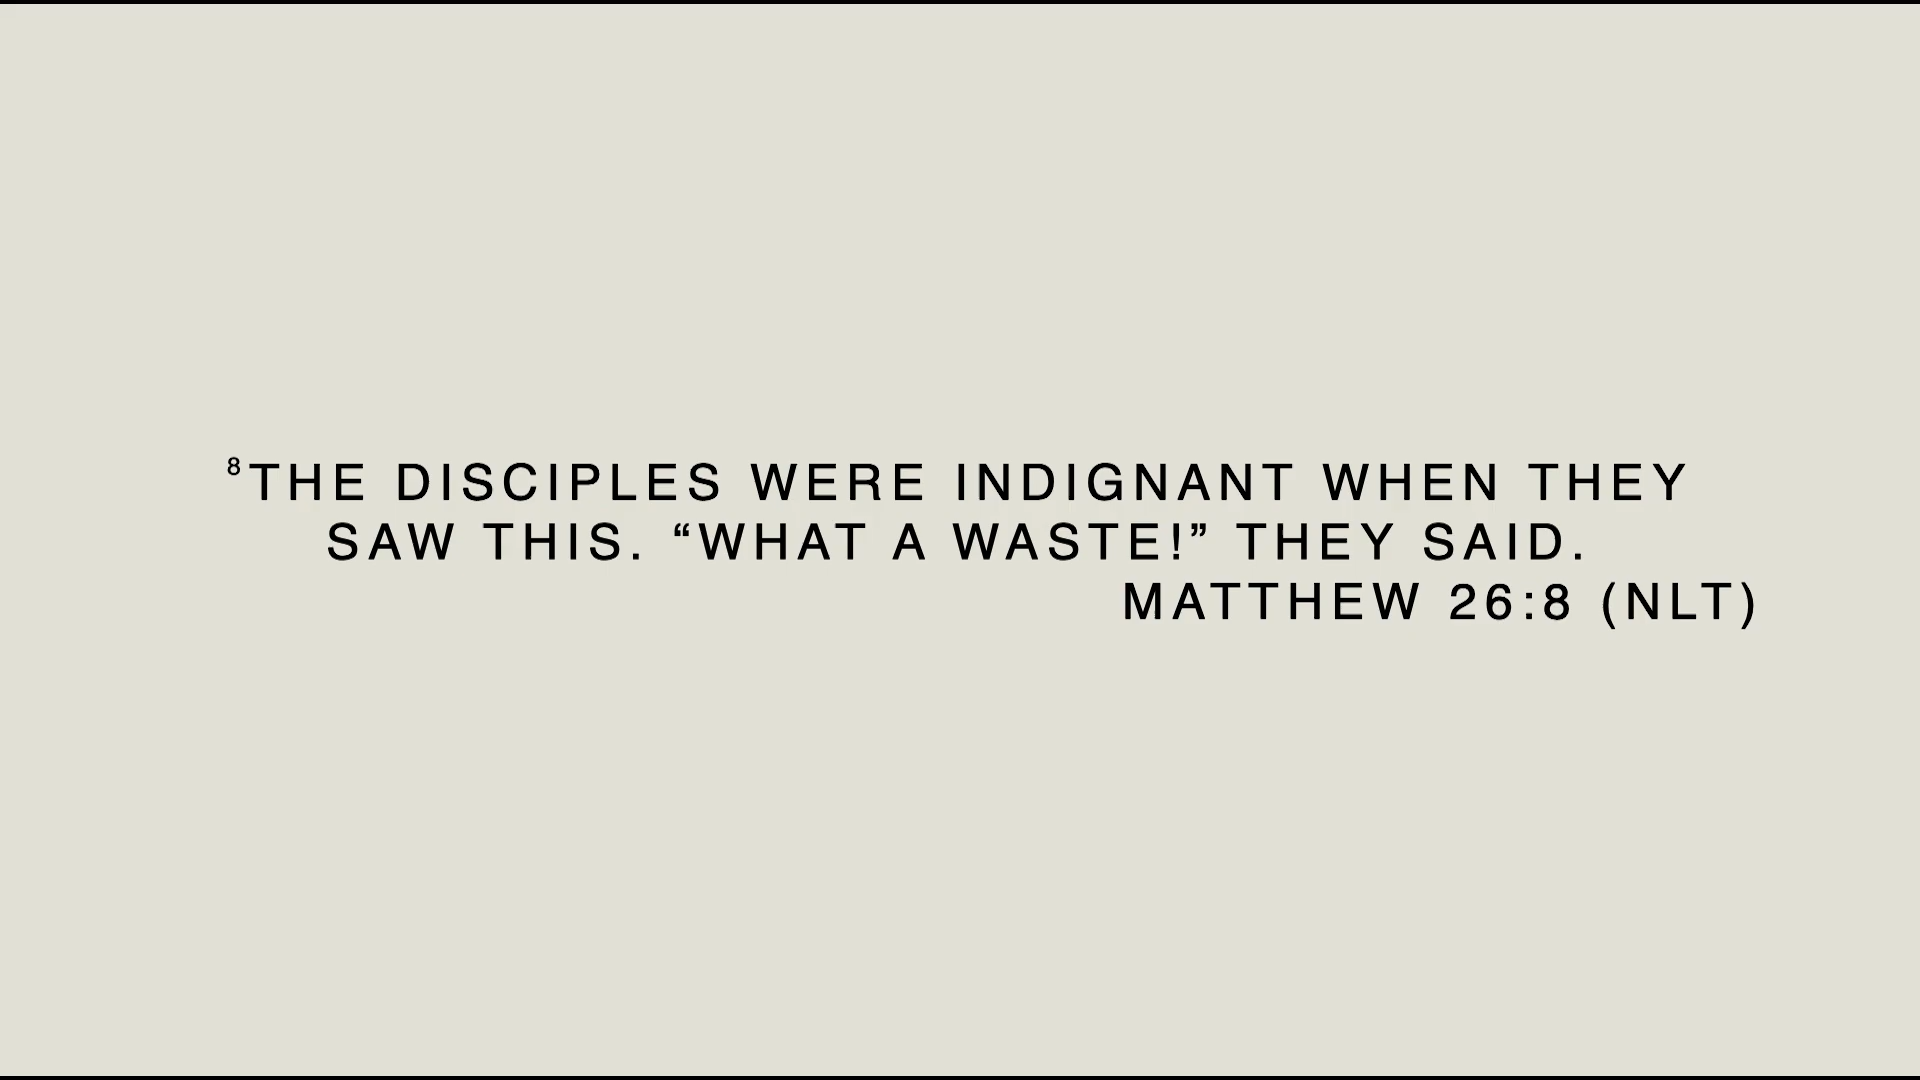 ⁸THE DISCIPLES WERE INDIGNANT WHEN THEY
SAW THIS. “WHAT A WASTE!” THEY SAID.
MATTHEW 26:8 (NLT)